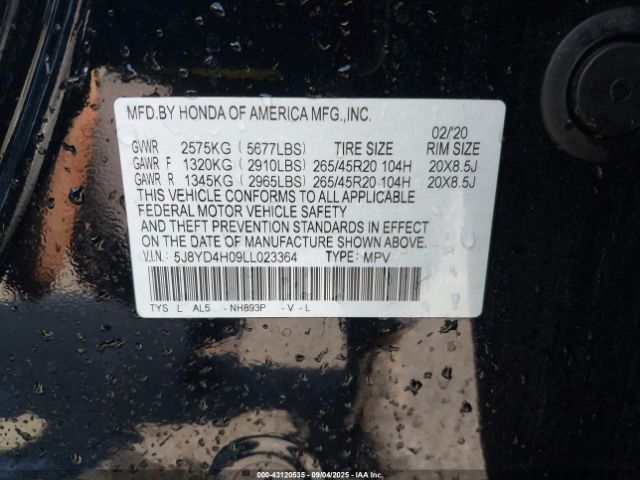 MFD.BY HONDA OF AMERICA MFG.,INC.
02/'20
GVWR 2575KG ( 5677LBS) TIRE SIZE RIM SIZE
GAWR F 1320KG ( 2910LBS) 265/45R20 104H 20X8.5J
GAWR R 1345KG ( 2965LBS) 265/45R20 104H 20X8.5J
THIS VEHICLE CONFORMS TO ALL APPLICABLE
FEDERAL MOTOR VEHICLE SAFETY
AND THEFT PREVENTION STANDARDS IN EFFECT
ON THE DATE OF MANUFACTURE SHOWN ABOVE.
V.I.N.: 5J8YD4H09LL023364 TYPE: MPV
TYS L AL5 - NH893P - V - L
000-43120535 - 09/04/2025 - IAAI Inc.